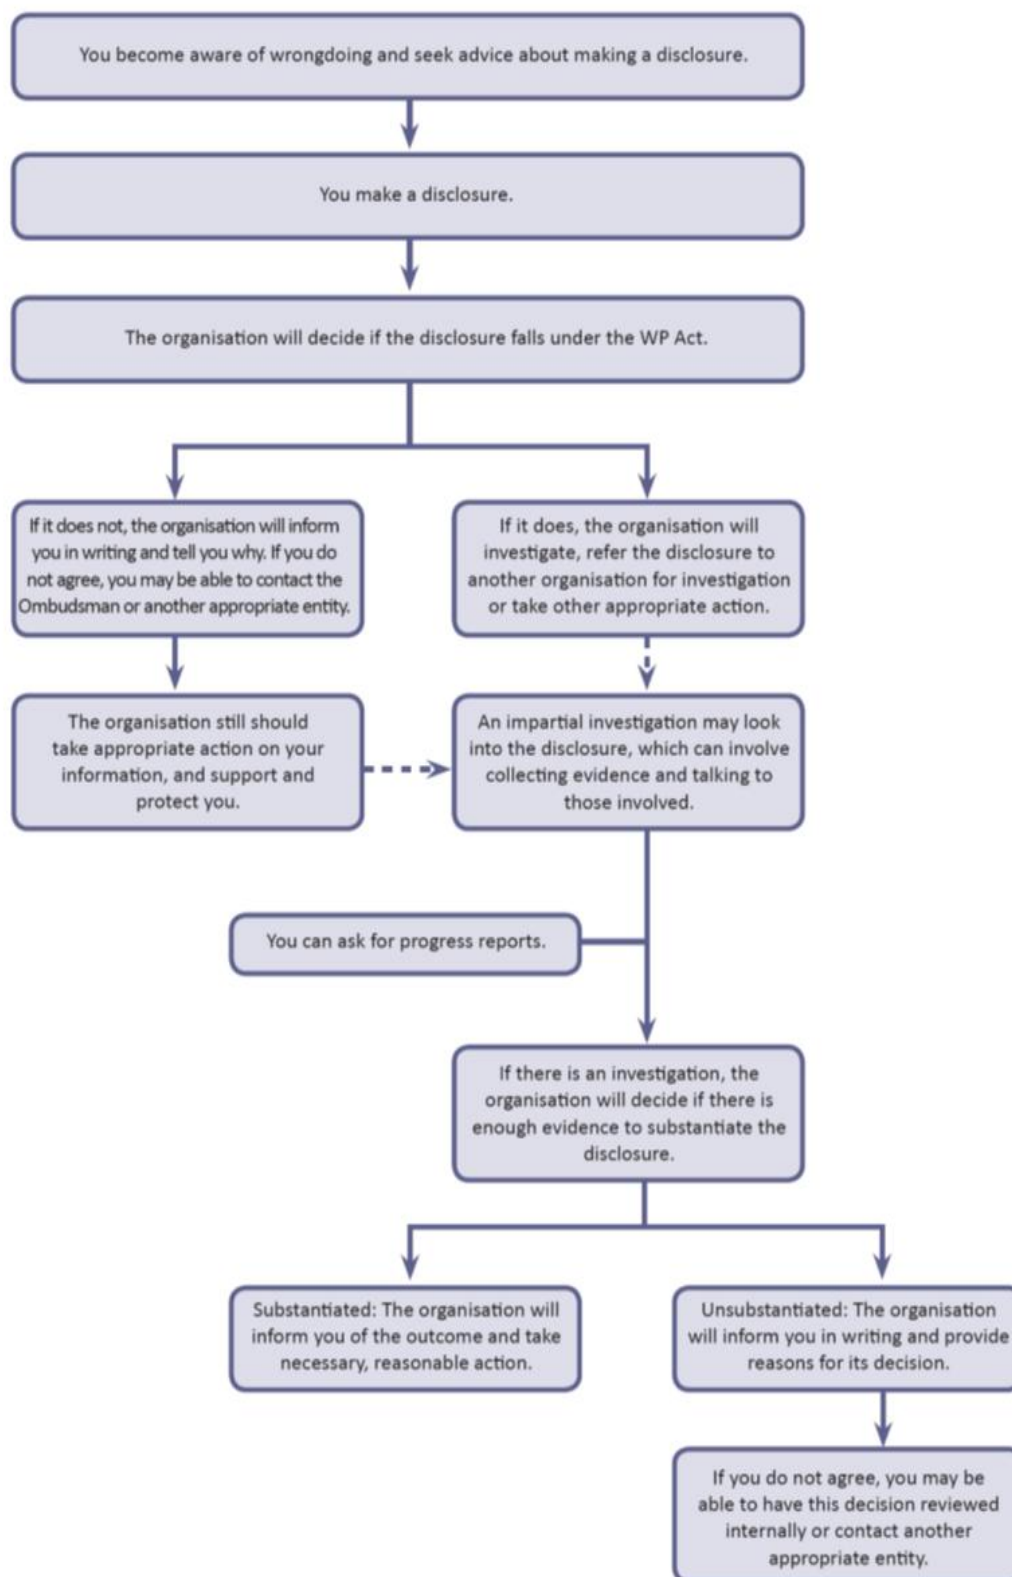 You become aware of wrongdoing and seek advice about making a disclosure.
You make a disclosure.
The organisation will decide if the disclosure falls under the WP Act.
If it does not, the organisation will inform
you in writing and tell you why. If you do
not agree, you may be able to contact the
Ombudsman or another appropriate entity.
If it does, the organisation will
investigate, refer the disclosure to
another organisation for investigation
or take other appropriate action.
The organisation still should
take appropriate action on your
information, and support and
protect you.
An impartial investigation may look
into the disclosure, which can involve
collecting evidence and talking to
those involved.
You can ask for progress reports.
If there is an investigation, the
organisation will decide if there is
enough evidence to substantiate the
disclosure.
Substantiated: The organisation will
inform you of the outcome and take
necessary, reasonable action.
Unsubstantiated: The organisation
will inform you in writing and provide
reasons for its decision.
If you do not agree, you may be
able to have this decision reviewed
internally or contact another
appropriate entity.